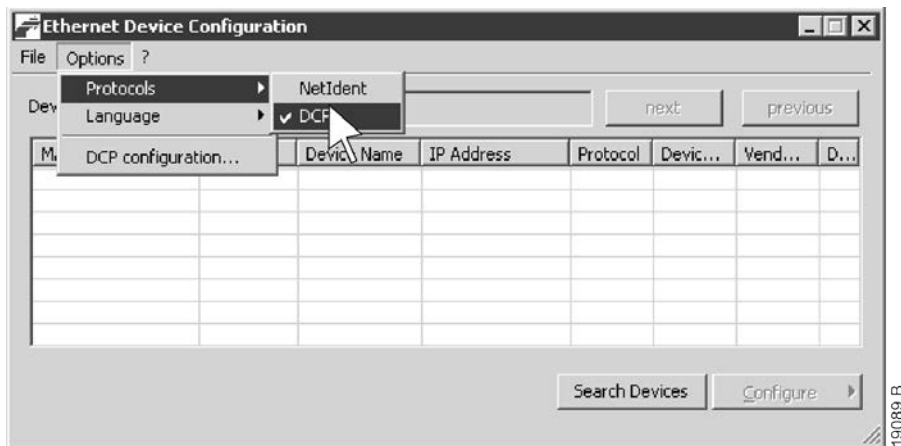 Ethernet Device Configuration
File Options ?
Protocols
NetIdent
Dev
next
previous
Language
DCP
DCP configuration...
Device Name IP Address Protocol Devic... Vend... D...
Search Devices
Configure
19089 B